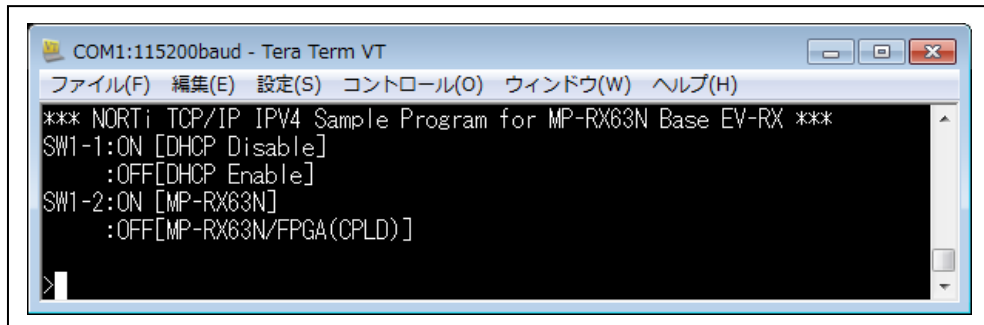 COM1:115200baud - Tera Term VT
ファイル(F) 編集(E) 設定(S) コントロール(O) ウィンドウ(W) ヘルプ(H)
*** NORTi TCP/IP IPV4 Sample Program for MP-RX63N Base EV-RX ***
SW1-1:ON [DHCP Disable]
:OFF[DHCP Enable]
SW1-2:ON [MP-RX63N]
:OFF[MP-RX63N/FPGA(CPLD)]
>